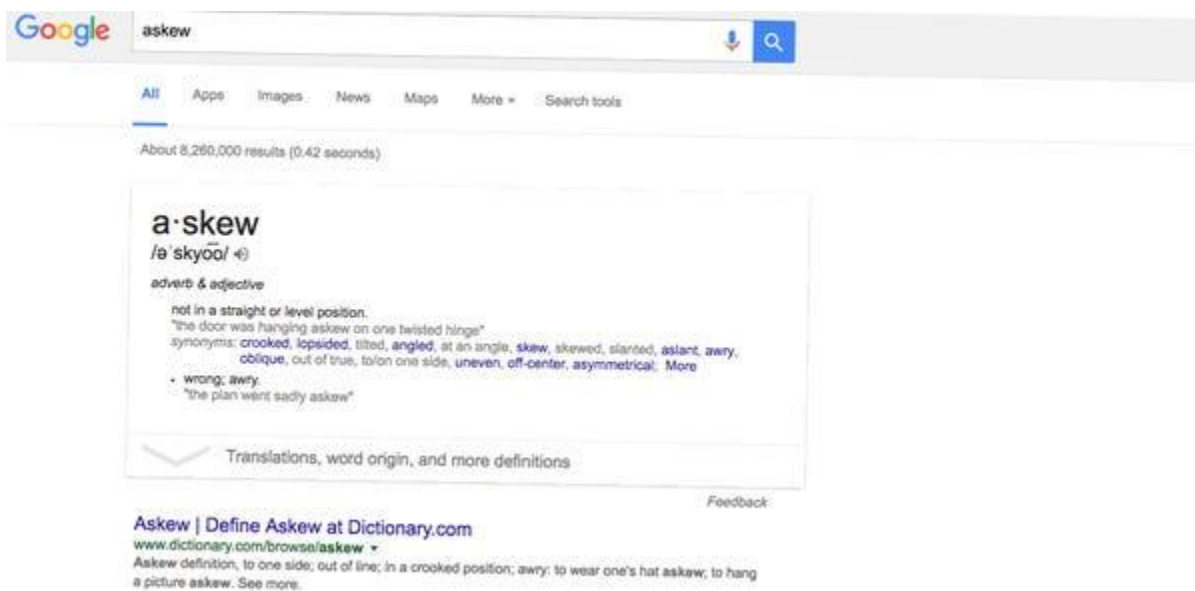 Google askew
All Apps Images News Maps More Search tools
About 8,260,000 results (0.42 seconds)
a·skew
/əˈskyo͞o/
adverb & adjective
not in a straight or level position.
"the door was hanging askew on one twisted hinge"
synonyms: crooked, lopsided, tilted, angled, at an angle, skew, skewed, slanted, aslant, awry,
oblique, out of true, to/on one side, uneven, off-center, asymmetrical; More
• wrong; awry.
"the plan went sadly askew"
Translations, word origin, and more definitions
Feedback
Askew | Define Askew at Dictionary.com
www.dictionary.com/browse/askew
Askew definition, to one side; out of line; in a crooked position; awry: to wear one's hat askew; to hang
a picture askew. See more.